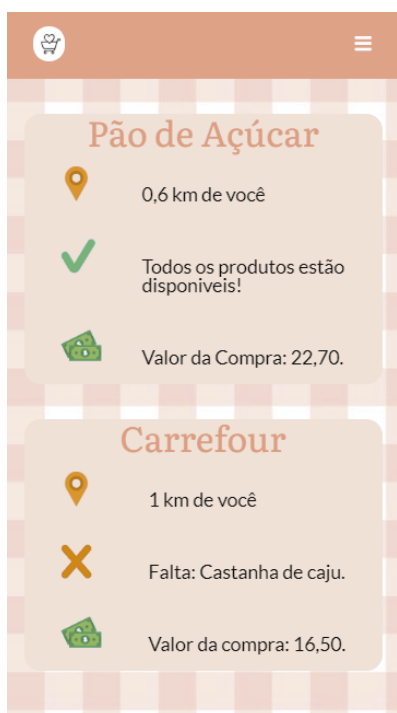 Pão de Açúcar
0,6 km de você
Todos os produtos estão
disponiveis!
Valor da Compra: 22,70.
Carrefour
1 km de você
Falta: Castanha de caju.
Valor da compra: 16,50.